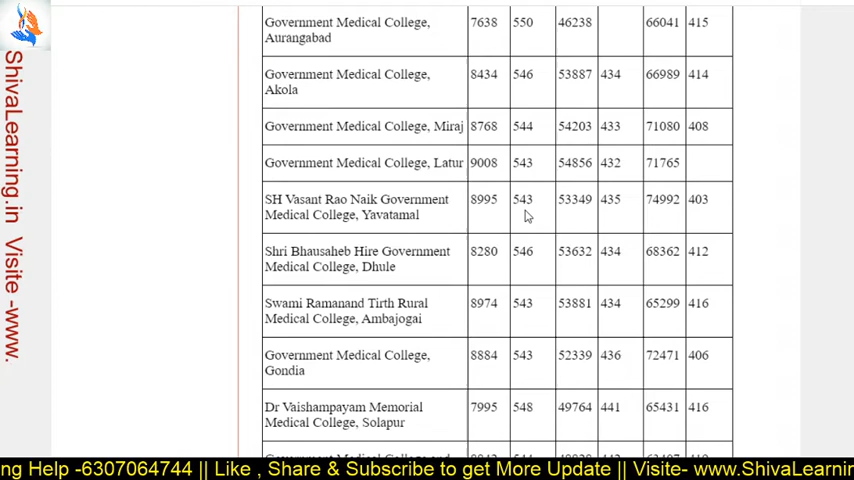 ShivaLearning.in Visite -www.
Government Medical College, 7638 550 46238 66041 415
Aurangabad
Government Medical College, 8434 546 53887 434 66989 414
Akola
Government Medical College, Miraj 8768 544 54203 433 71080 408
Government Medical College, Latur 9008 543 54856 432 71765
SH Vasant Rao Naik Government 8995 543 53349 435 74992 403
Medical College, Yavatamal
Shri Bhausaheb Hire Government 8280 546 53632 434 68362 412
Medical College, Dhule
Swami Ramanand Tirth Rural 8974 543 53881 434 65299 416
Medical College, Ambajogai
Government Medical College, 8884 543 52339 436 72471 406
Gondia
Dr Vaishampayam Memorial 7995 548 49764 441 65431 416
Medical College, Solapur
ng Help -6307064744 || Like , Share & Subscribe to get More Update || Visite- www.ShivaLearnin